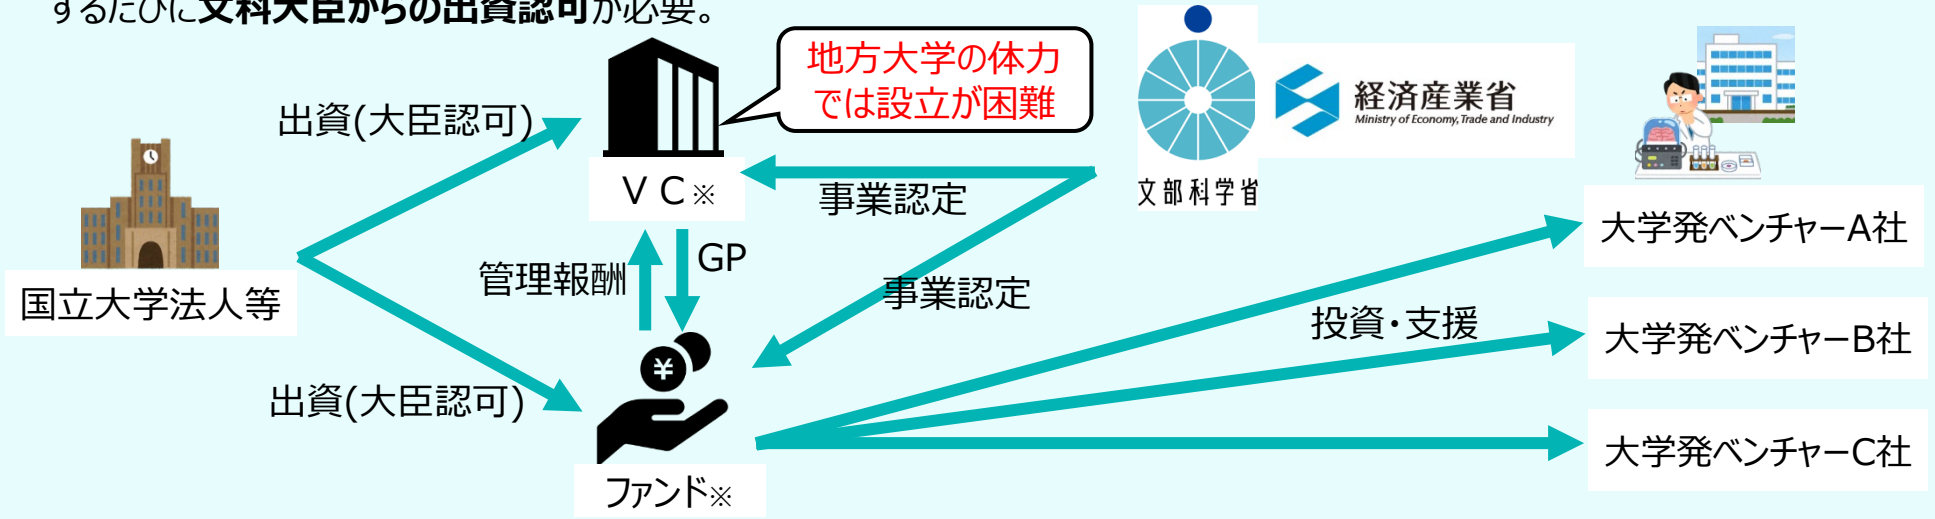 するたびに文科大臣からの出資認可が必要。
地方大学の体力
では設立が困難
出資(大臣認可)
経済産業省
Ministry of Economy, Trade and Industry
文部科学省
ＶＣ※
事業認定
大学発ベンチャーA社
管理報酬
GP
国立大学法人等
事業認定
投資・支援
大学発ベンチャーB社
出資(大臣認可)
大学発ベンチャーC社
ファンド※